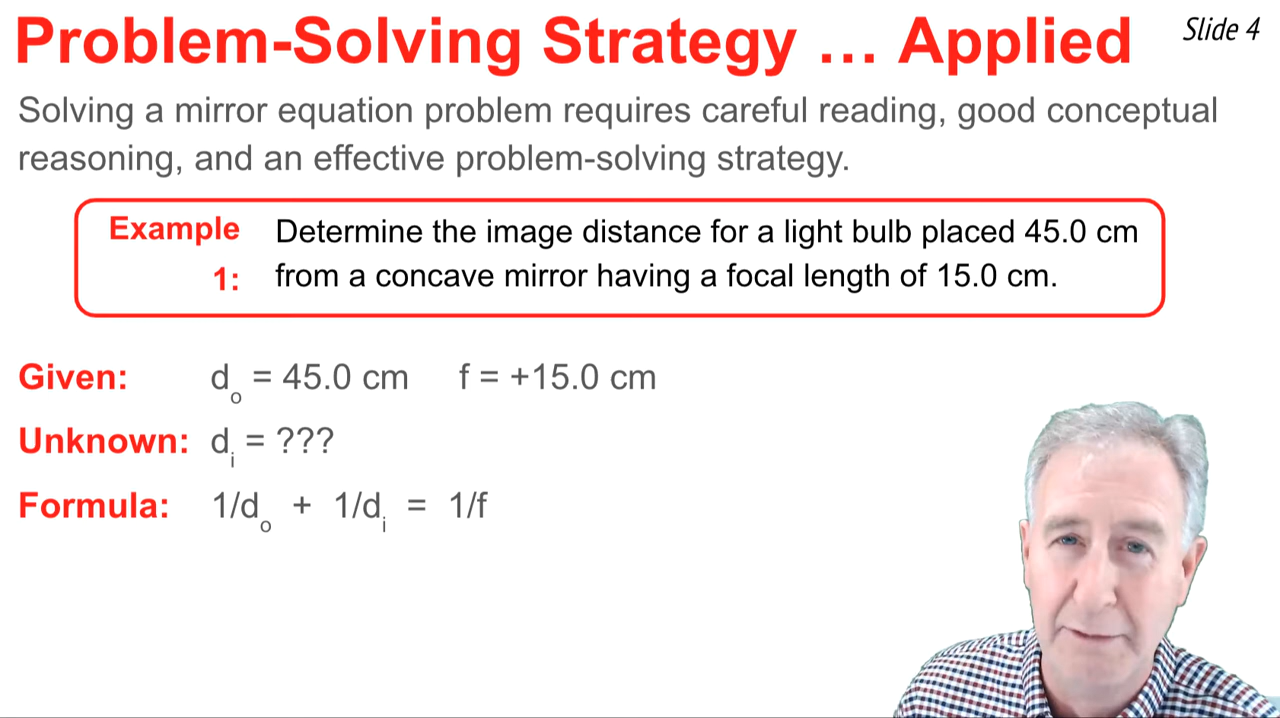 Problem-Solving Strategy … Applied
Slide 4
Solving a mirror equation problem requires careful reading, good conceptual
reasoning, and an effective problem-solving strategy.
Example 1:
Determine the image distance for a light bulb placed 45.0 cm
from a concave mirror having a focal length of 15.0 cm.
Given: do = 45.0 cm f = +15.0 cm
Unknown: di = ???
Formula: 1/do + 1/di = 1/f